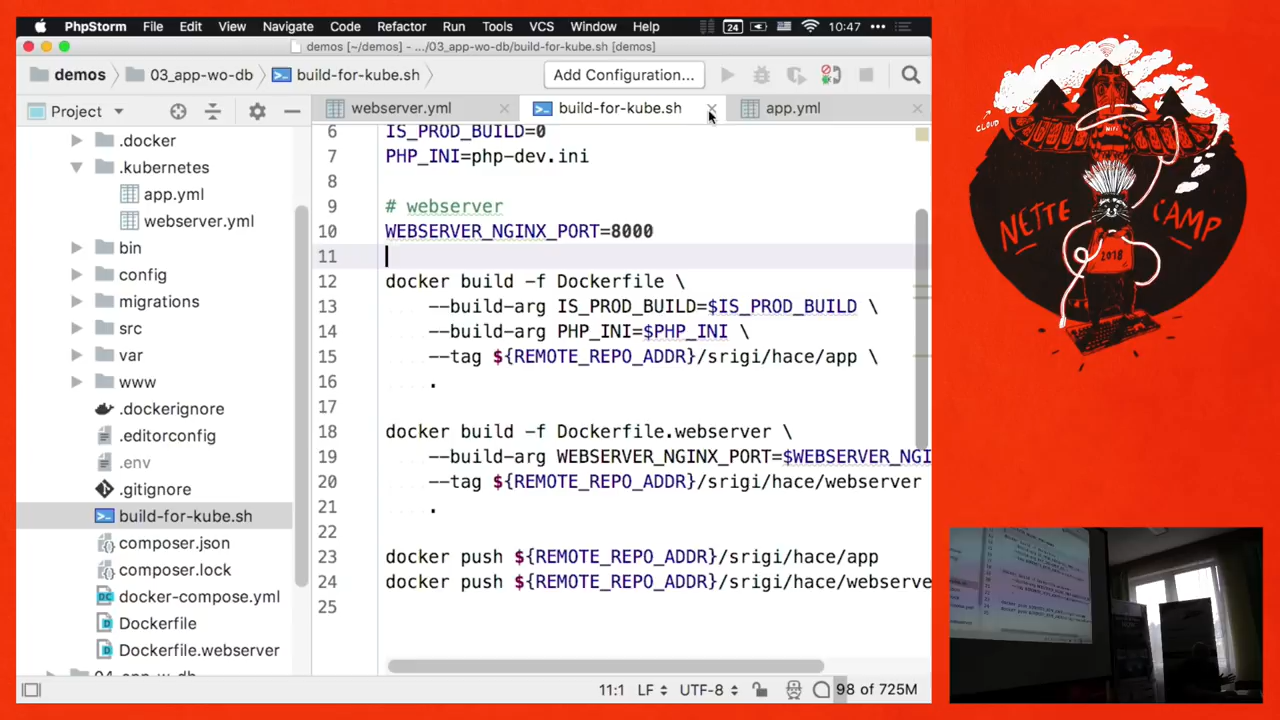 PhpStorm File Edit View Navigate Code Refactor Run Tools VCS Window Help 24 10:47
demos [~/demos] - .../03_app-wo-db/build-for-kube.sh [demos]
demos 03_app-wo-db build-for-kube.sh Add Configuration...
Project webserver.yml build-for-kube.sh app.yml
.docker
.kubernetes
app.yml
webserver.yml
bin
config
migrations
src
var
www
.dockerignore
.editorconfig
.env
.gitignore
build-for-kube.sh
composer.json
composer.lock
docker-compose.yml
Dockerfile
Dockerfile.webserver
04_app_w_db
6 IS_PROD_BUILD=0
7 PHP_INI=php-dev.ini
8
9 # webserver
10 WEBSERVER_NGINX_PORT=8000
11
12 docker build -f Dockerfile \
13 --build-arg IS_PROD_BUILD=$IS_PROD_BUILD \
14 --build-arg PHP_INI=$PHP_INI \
15 --tag ${REMOTE_REPO_ADDR}/srigi/hace/app \
16 .
17
18 docker build -f Dockerfile.webserver \
19 --build-arg WEBSERVER_NGINX_PORT=$WEBSERVER_NGI
20 --tag ${REMOTE_REPO_ADDR}/srigi/hace/webserver
21 .
22
23 docker push ${REMOTE_REPO_ADDR}/srigi/hace/app
24 docker push ${REMOTE_REPO_ADDR}/srigi/hace/webserve
25
11:1 LF UTF-8 98 of 725M
CLOUD
WiFi
NETTE CAMP
2018